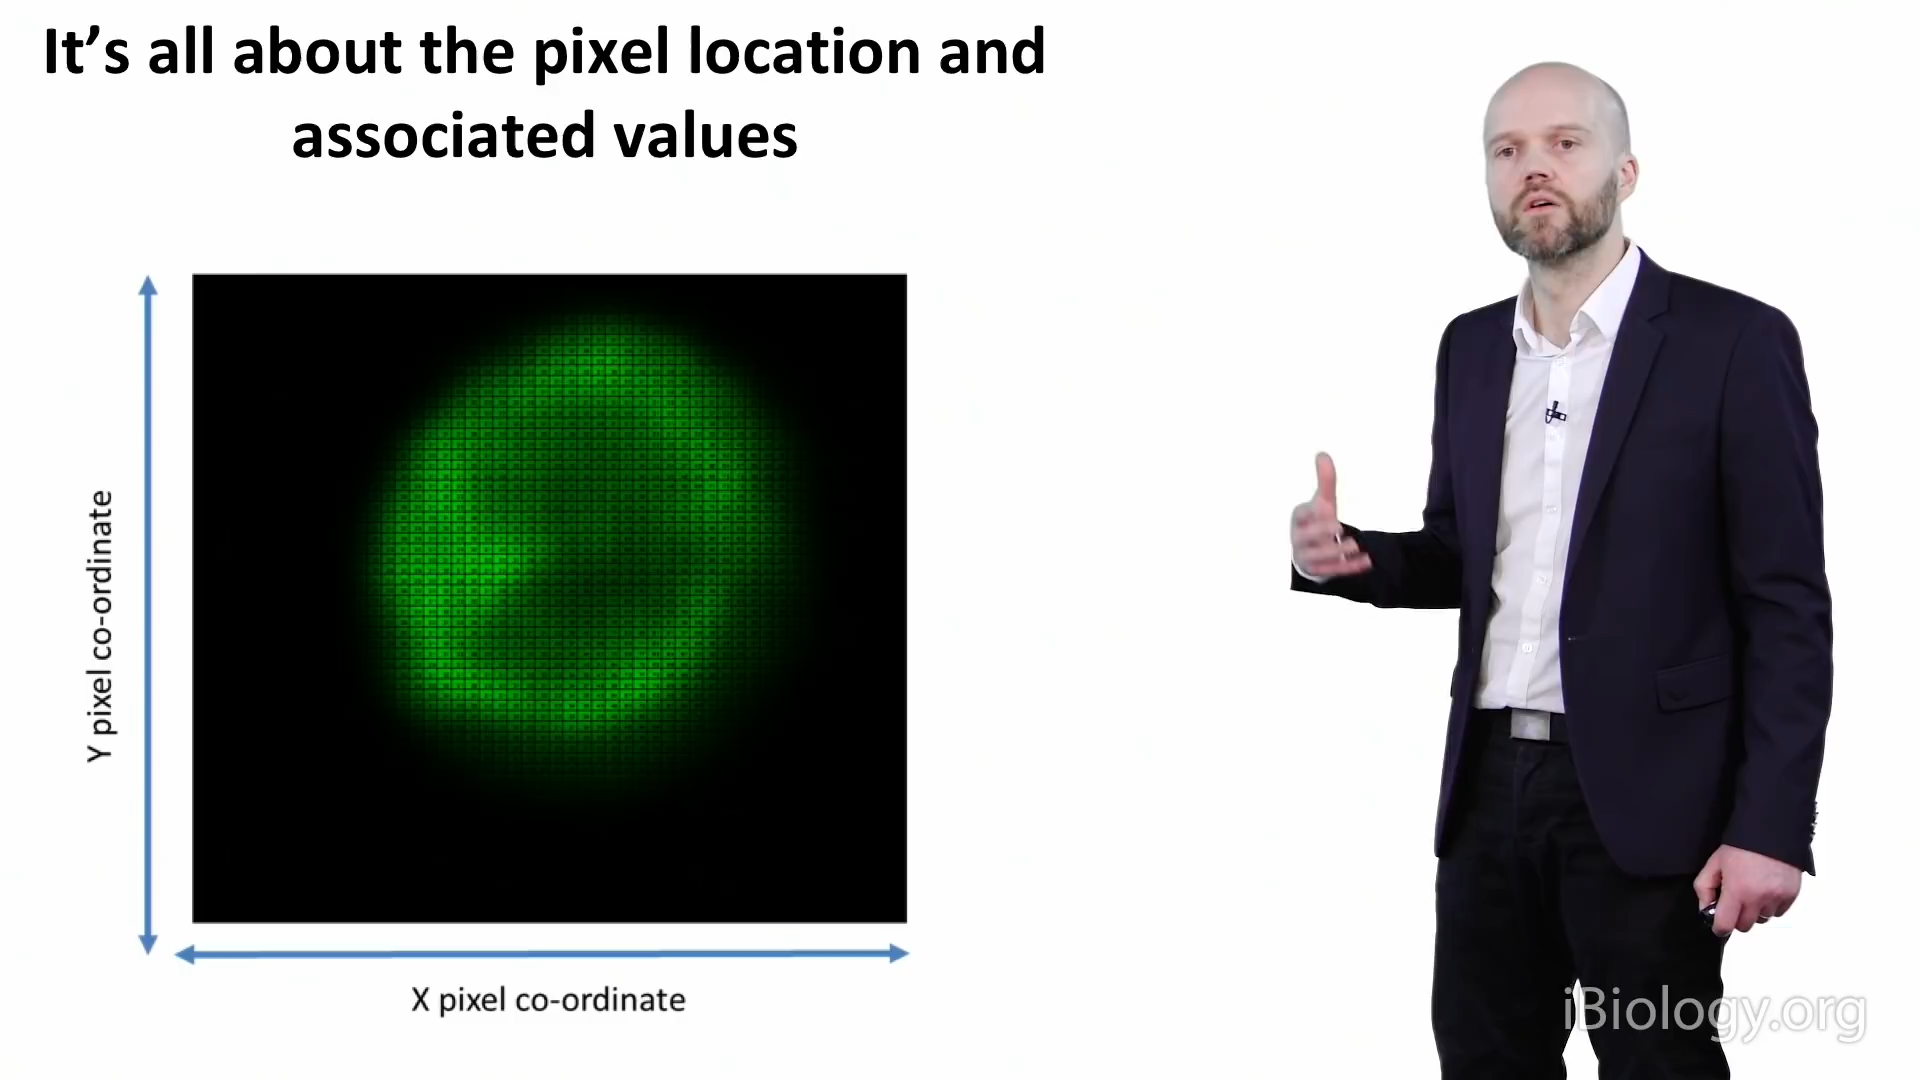 It's all about the pixel location and
associated values
Y pixel co-ordinate
X pixel co-ordinate
iBiology.org